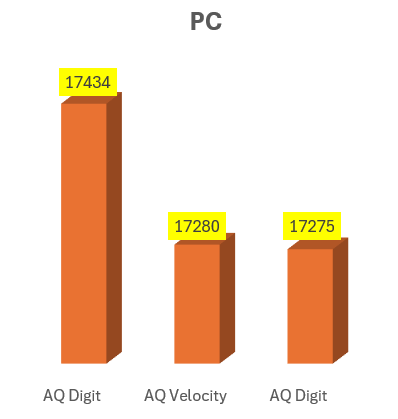 PC
17434
17280
17275
AQ Digit
AQ Velocity
AQ Digit